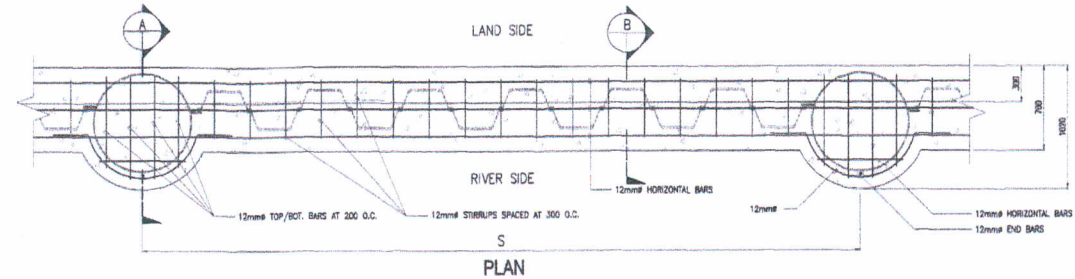 A
B
LAND SIDE
300
700
1000
RIVER SIDE
12mmø HORIZONTAL BARS
12mmø TOP/BOT. BARS AT 200 O.C.
12mmø STIRRUPS SPACED AT 300 O.C.
12mmø
12mmø HORIZONTAL BARS
12mmø END BARS
S
PLAN